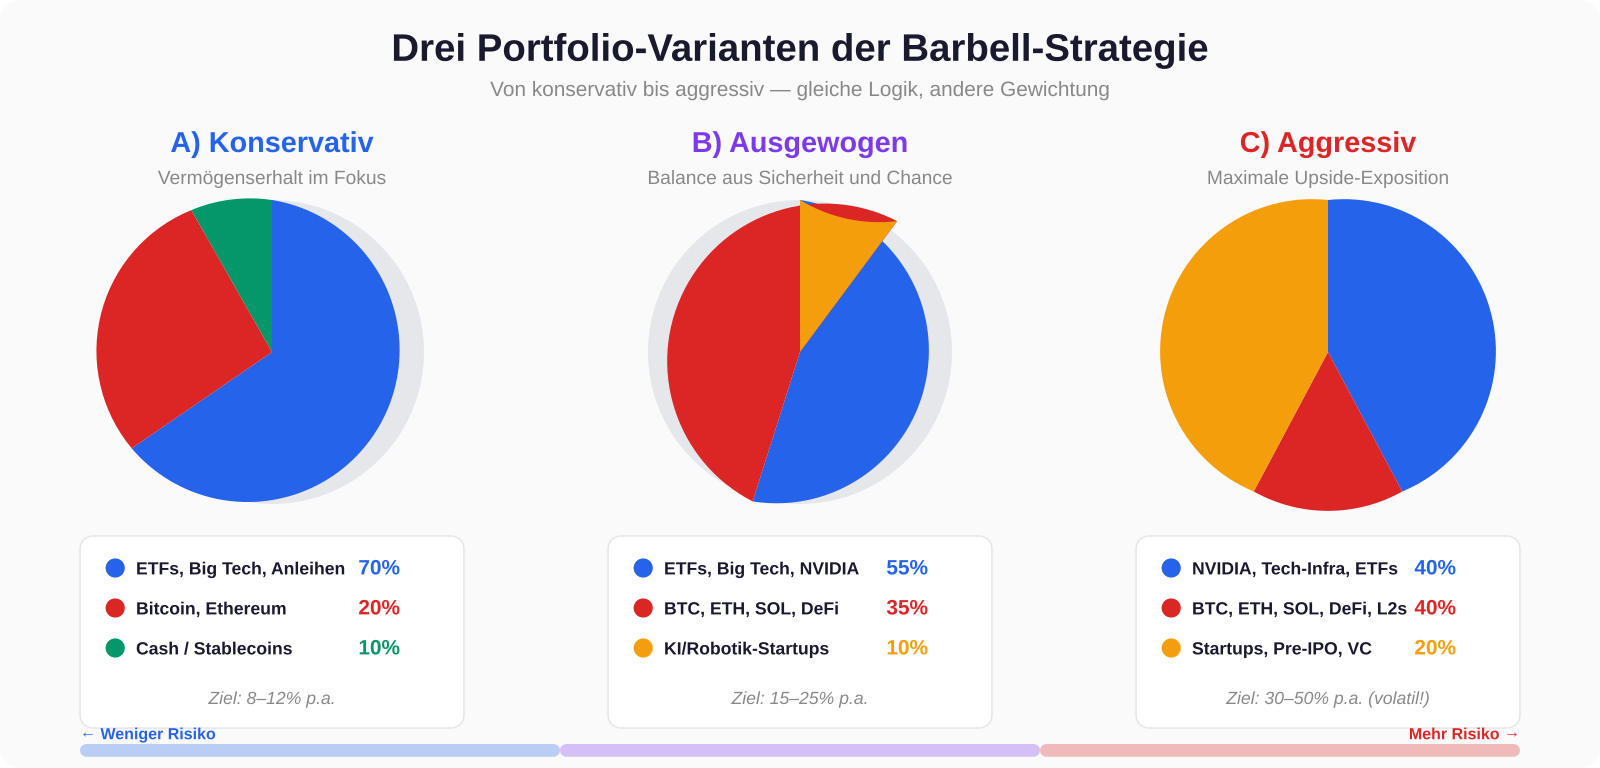 Drei Portfolio-Varianten der Barbell-Strategie
Von konservativ bis aggressiv — gleiche Logik, andere Gewichtung
A) Konservativ
Vermögenserhalt im Fokus
ETFs, Big Tech, Anleihen 70%
Bitcoin, Ethereum 20%
Cash / Stablecoins 10%
Ziel: 8–12% p.a.
B) Ausgewogen
Balance aus Sicherheit und Chance
ETFs, Big Tech, NVIDIA 55%
BTC, ETH, SOL, DeFi 35%
KI/Robotik-Startups 10%
Ziel: 15–25% p.a.
C) Aggressiv
Maximale Upside-Exposition
NVIDIA, Tech-Infra, ETFs 40%
BTC, ETH, SOL, DeFi, L2s 40%
Startups, Pre-IPO, VC 20%
Ziel: 30–50% p.a. (volatil!)
← Weniger Risiko
Mehr Risiko →